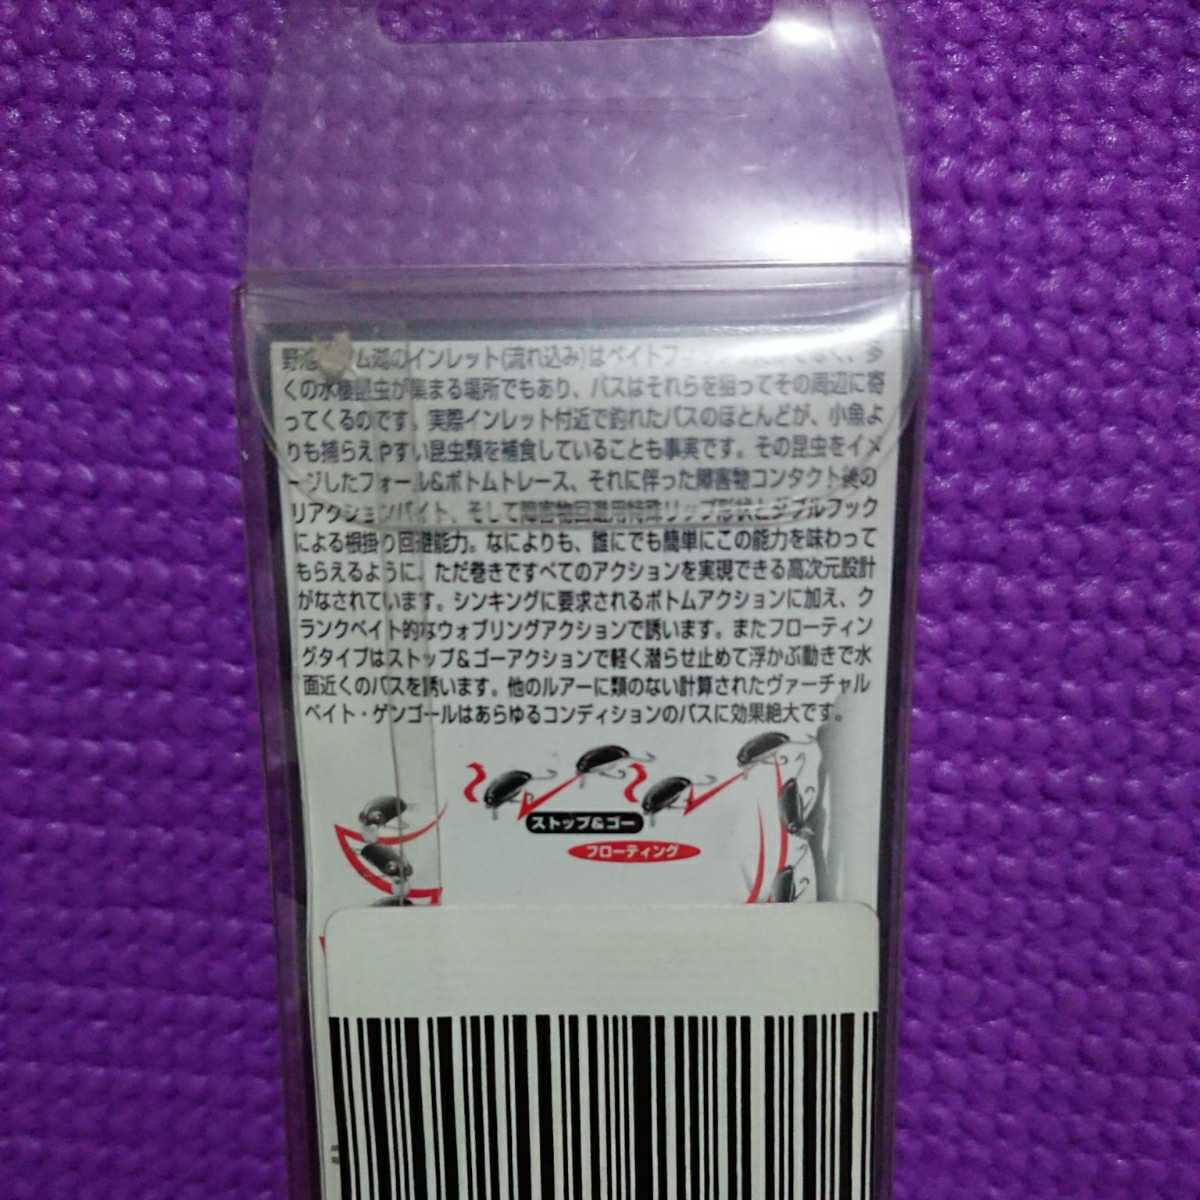 野池 ム湖のインレット(流れ込み)はベイトフィ でなく、多
くの水棲昆虫が集まる場所でもあり、バスはそれらを狙ってその周辺に寄
ってくるのです。実際インレット付近で釣れたバスのほとんどが、小魚よ
りも捕らえやすい昆虫類を補食していることも事実です。その昆虫をイメ
ージしたフォール&ボトムトレース、それに伴った障害物コンタクト後の
リアクションバイト、そして障害物回避用特殊リップ形状とダブルフック
による根掛り回避能力。なによりも、誰にでも簡単にこの能力を味わって
もらえるように、ただ巻きですべてのアクションを実現できる高次元設計
がなされています。シンキングに要求されるボトムアクションに加え、ク
ランクベイト的なウォブリングアクションで誘います。またフローティン
グタイプはストップ&ゴーアクションで軽く潜らせ止めて浮かぶ動きで水
面近くのバスを誘います。他のルアーに類のない計算されたヴァーチャル
ベイト・ゲンゴールはあらゆるコンディションのバスに効果絶大です。
ストップ&ゴー
フローティング